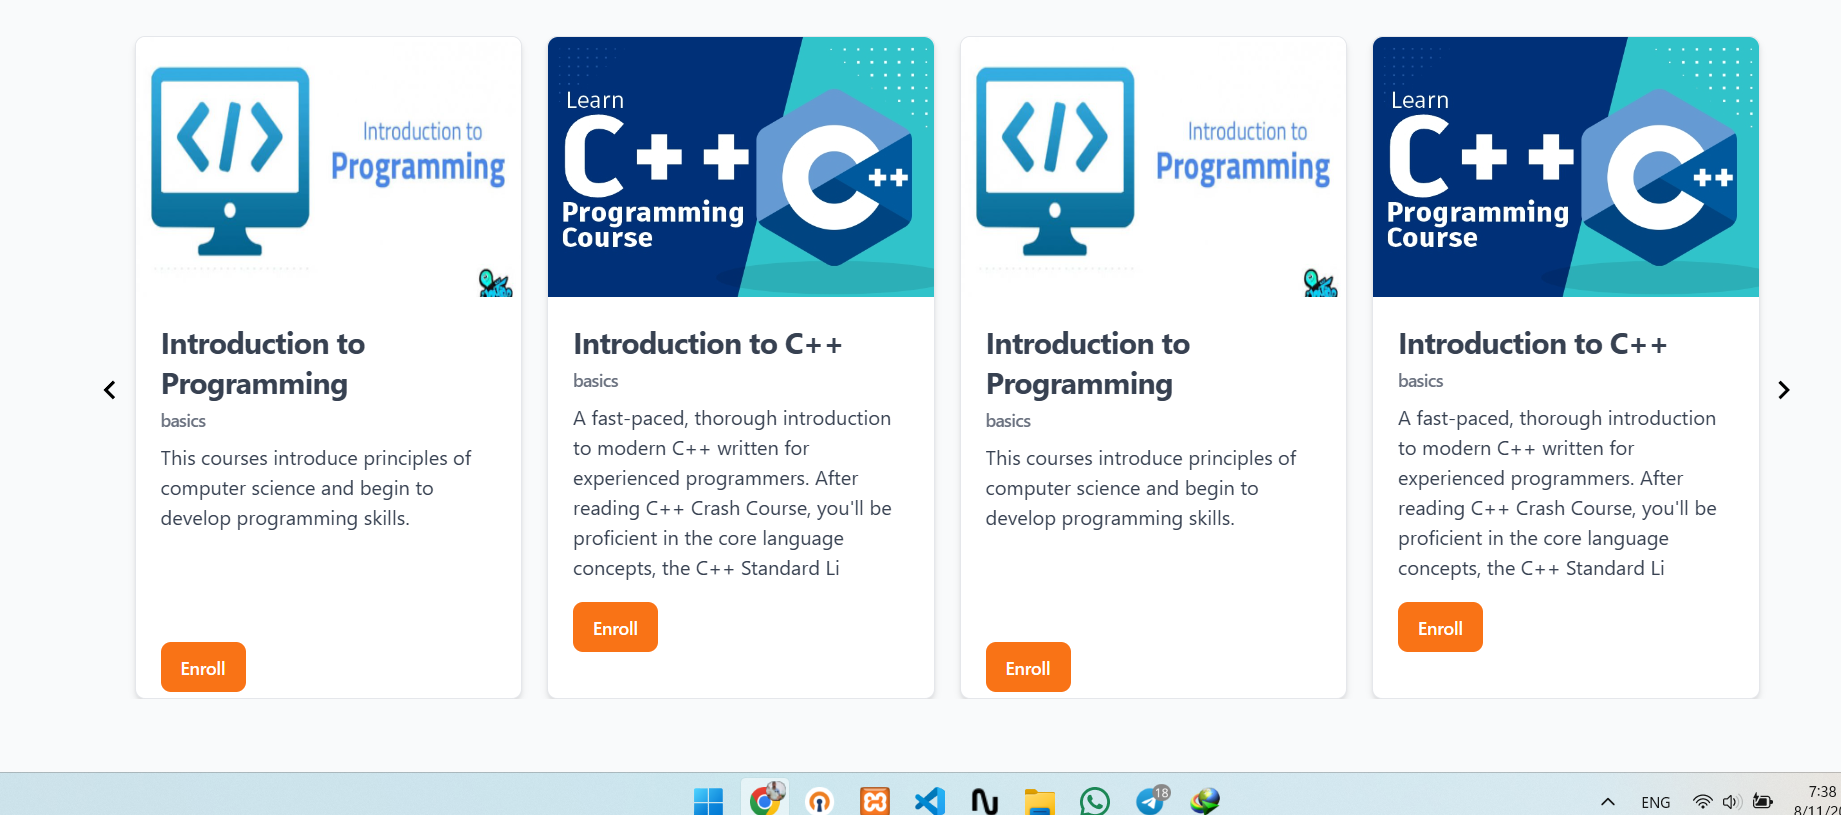 </>
Introduction to
Programming
Introduction to
Programming
basics
This courses introduce principles of
computer science and begin to
develop programming skills.
Enroll
Learn
C++
Programming
Course
C++
Introduction to C++
basics
A fast-paced, thorough introduction
to modern C++ written for
experienced programmers. After
reading C++ Crash Course, you'll be
proficient in the core language
concepts, the C++ Standard Li
Enroll
</>
Introduction to
Programming
Introduction to
Programming
basics
This courses introduce principles of
computer science and begin to
develop programming skills.
Enroll
Learn
C++
Programming
Course
C++
Introduction to C++
basics
A fast-paced, thorough introduction
to modern C++ written for
experienced programmers. After
reading C++ Crash Course, you'll be
proficient in the core language
concepts, the C++ Standard Li
Enroll
18
ENG
7:38
8/11/20